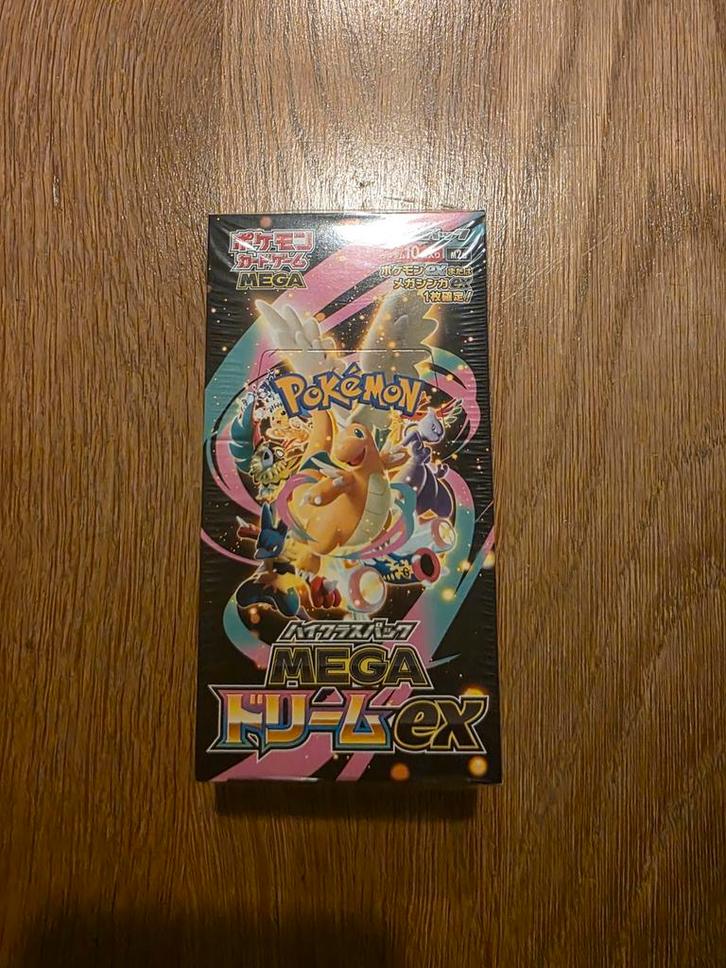 ポケモン
カードゲーム
MEGA
ポケモンexまたは
メガシンカex
1枚確定!
POKéMON
ハイクラスパック
MEGA
ドリームex